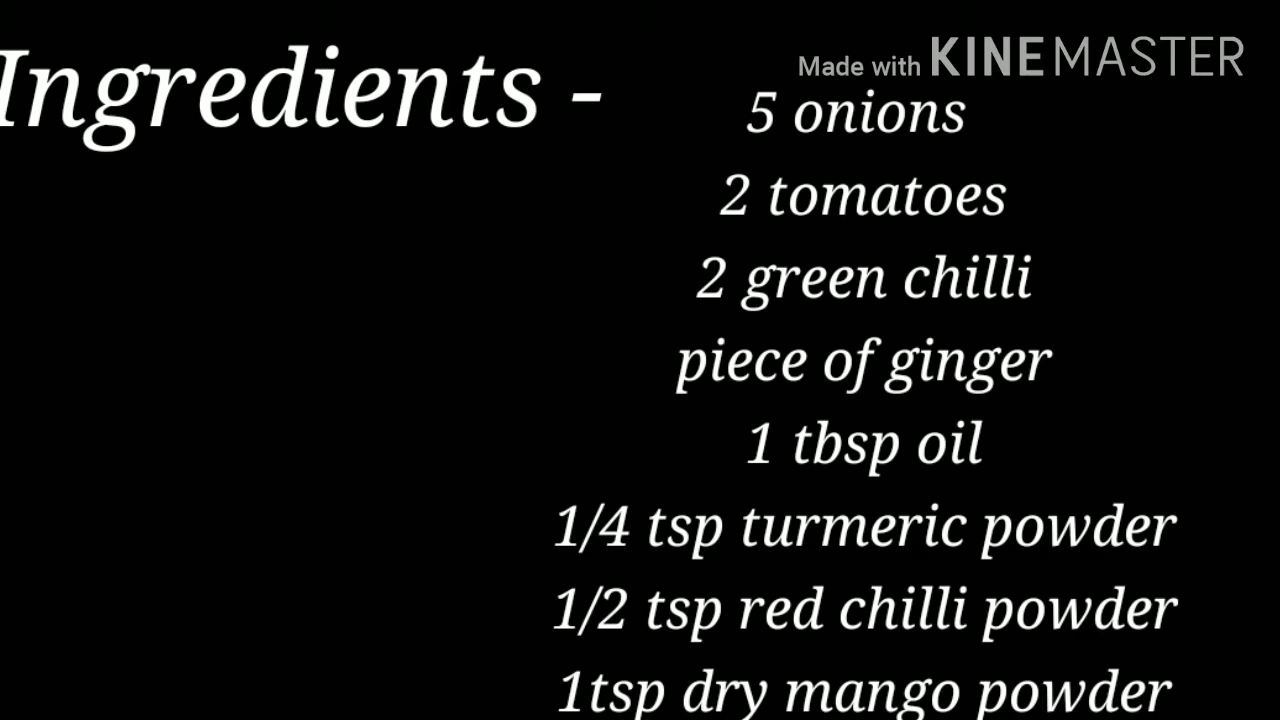 Ingredients -
Made with KINEMASTER
5 onions
2 tomatoes
2 green chilli
piece of ginger
1 tbsp oil
1/4 tsp turmeric powder
1/2 tsp red chilli powder
1tsp dry mango powder